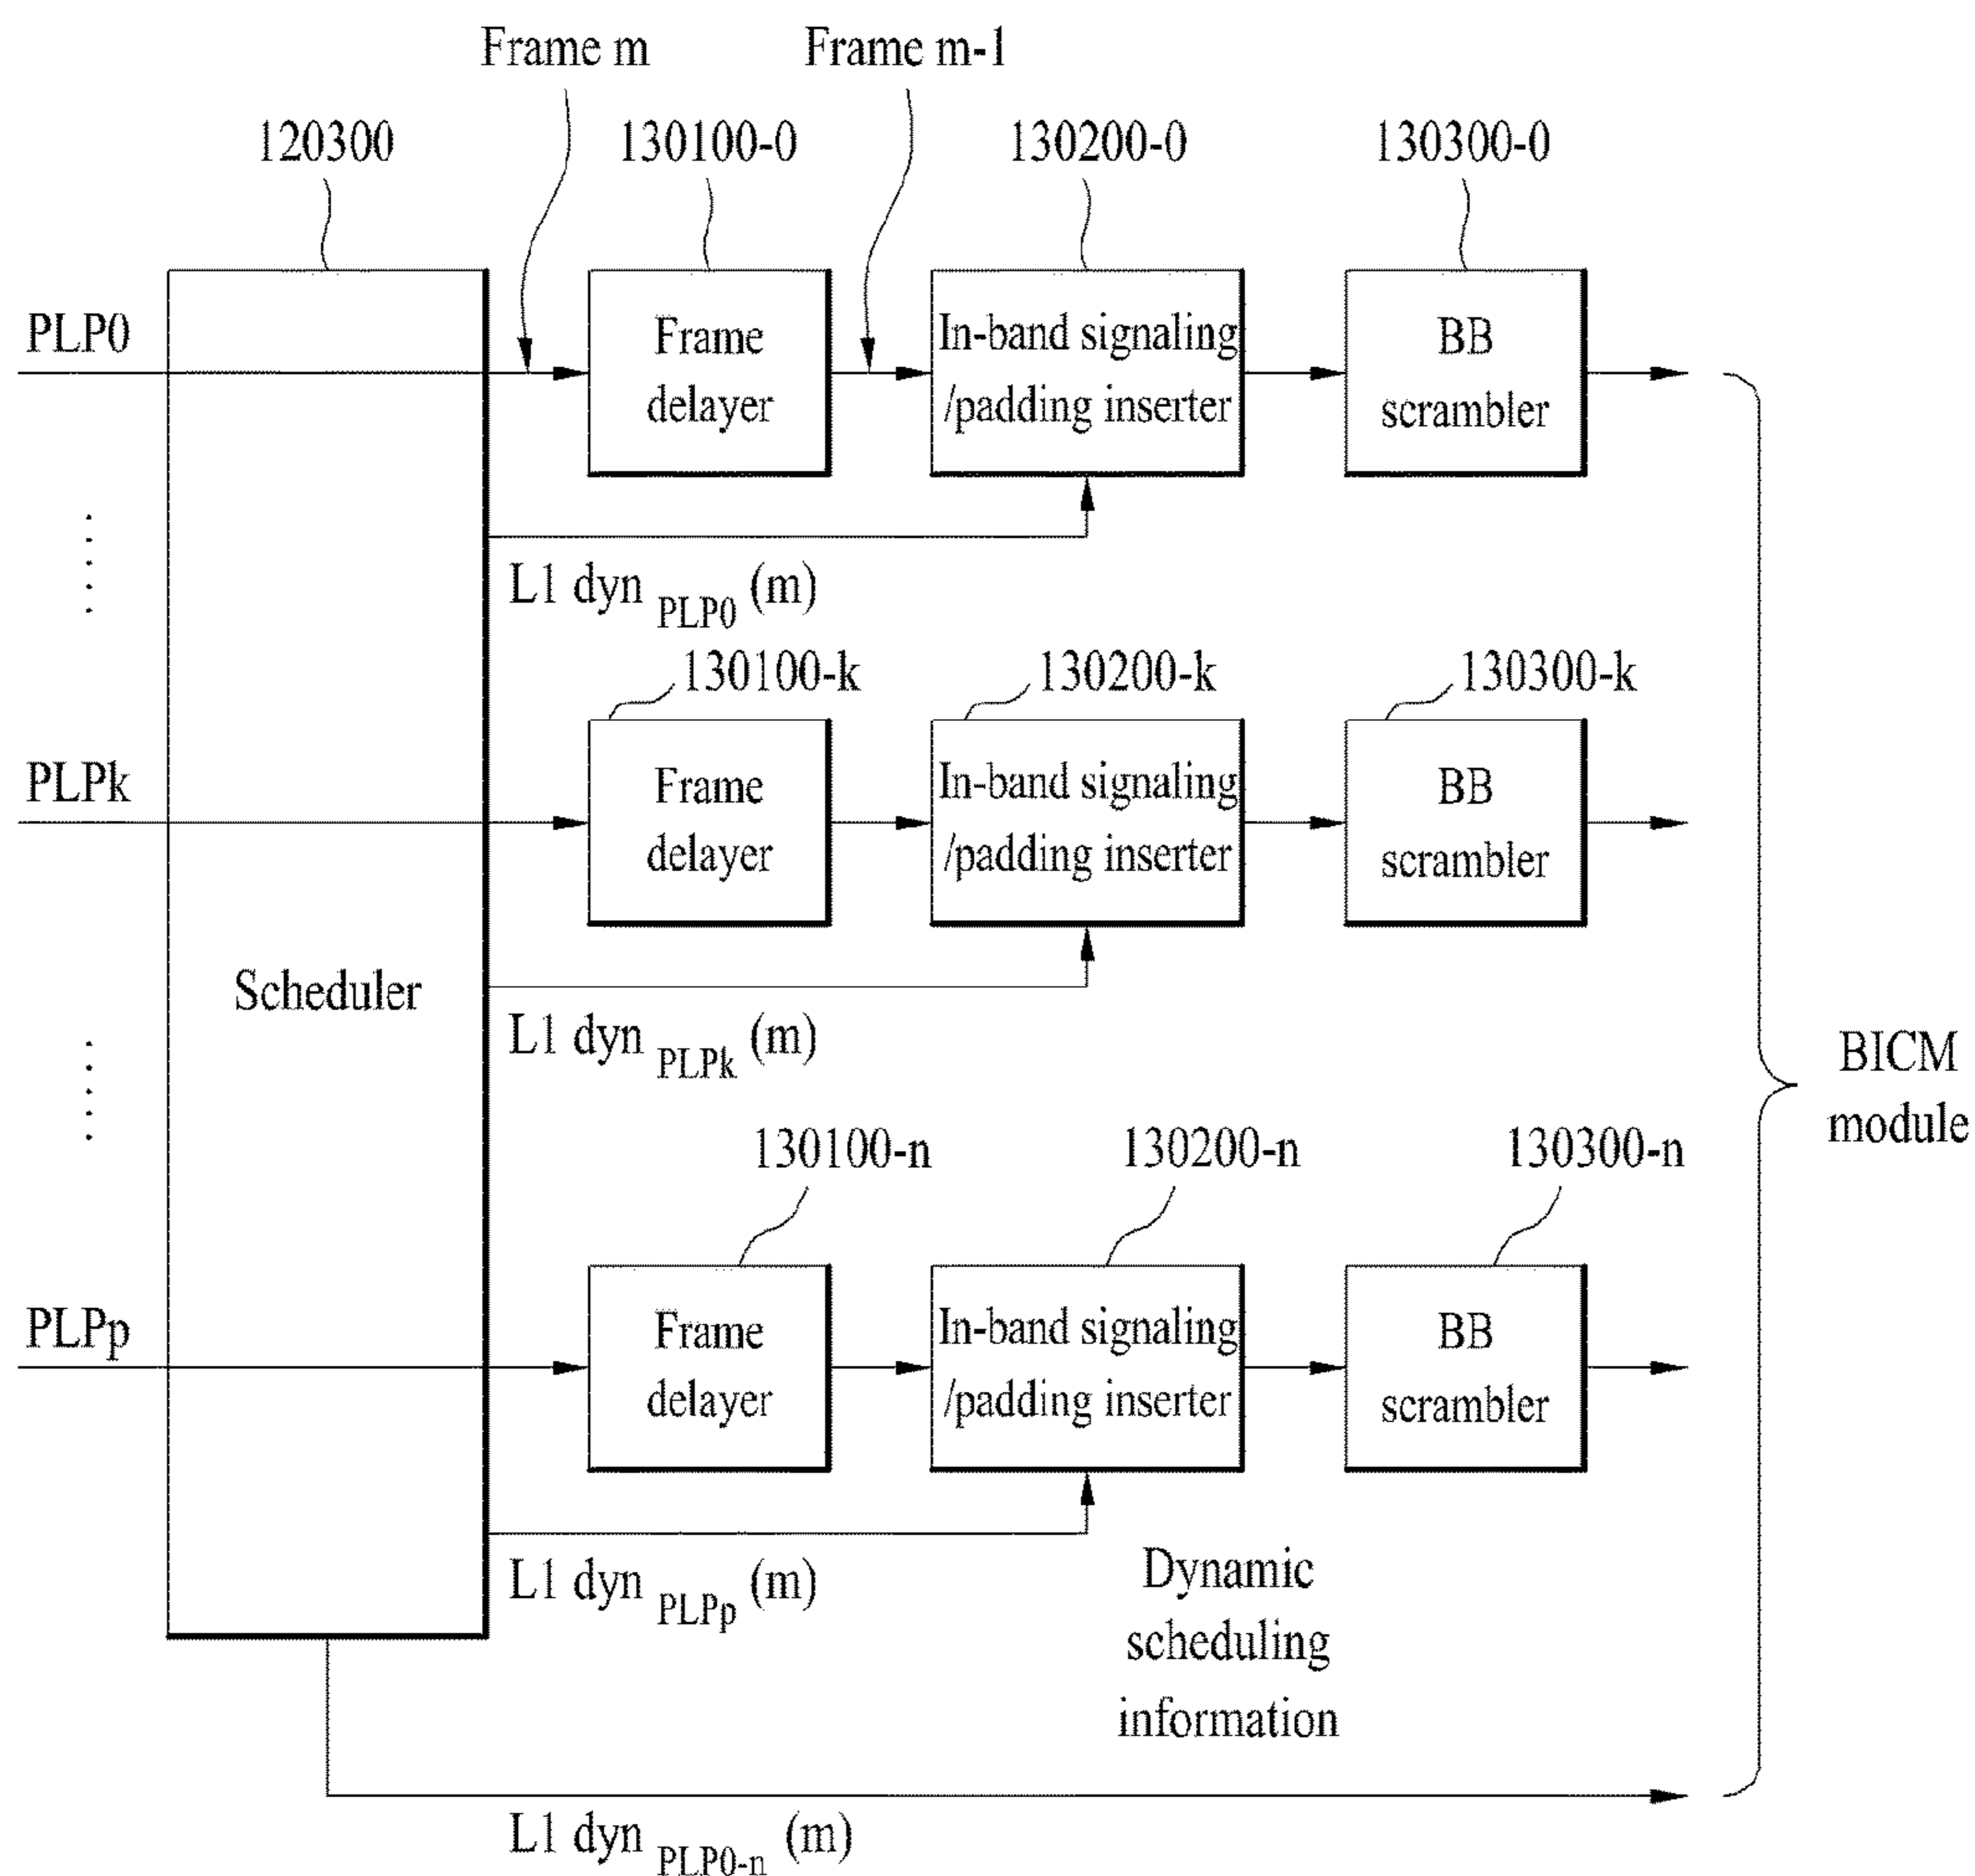 Frame m
Frame m-1
120300
130100-0
130200-0
130300-0
PLP0
Frame
delayer
In-band signaling
/padding inserter
BB
scrambler
L1 dyn PLP0 (m)
130100-k
130200-k
130300-k
PLPk
Frame
delayer
In-band signaling
/padding inserter
BB
scrambler
Scheduler
L1 dyn PLPk (m)
BICM
module
130100-n
130200-n
130300-n
PLPp
Frame
delayer
In-band signaling
/padding inserter
BB
scrambler
L1 dyn PLPp (m)
Dynamic
scheduling
information
L1 dyn PLP0-n (m)